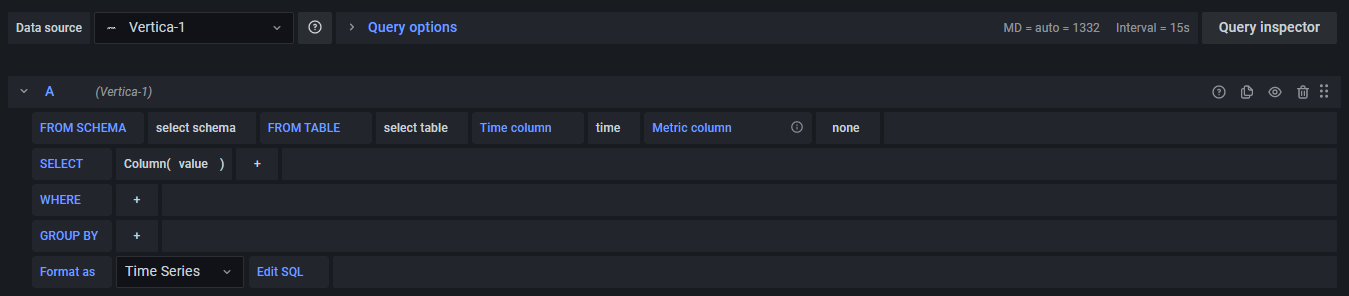 Data source Vertica-1 Query options MD = auto = 1332 Interval = 15s Query inspector
A (Vertica-1)
FROM SCHEMA select schema FROM TABLE select table Time column time Metric column none
SELECT Column( value ) +
WHERE +
GROUP BY +
Format as Time Series Edit SQL